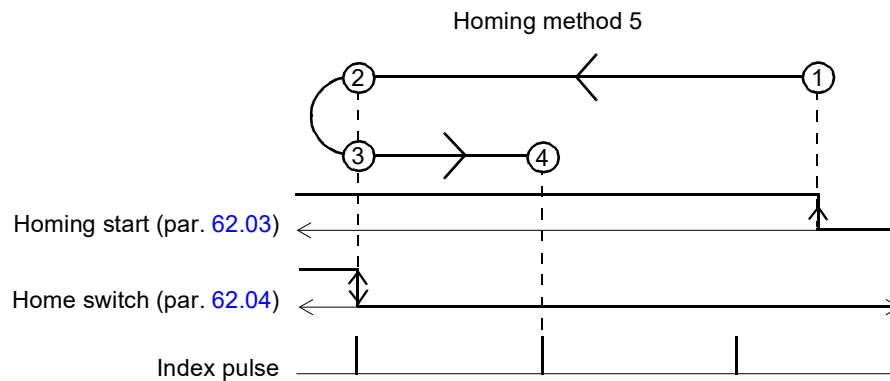 Homing method 5
2
1
3
4
Homing start (par. 62.03)
Home switch (par. 62.04)
Index pulse